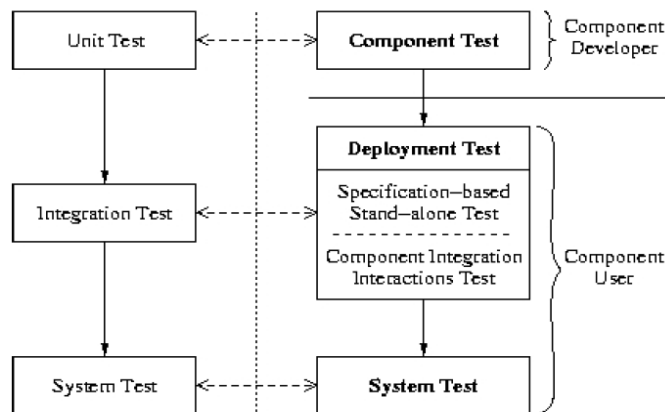 Unit Test
Component Test
Component
Developer
Deployment Test
Specification–based
Stand–alone Test
Integration Test
Component Integration
Interactions Test
Component
User
System Test
System Test